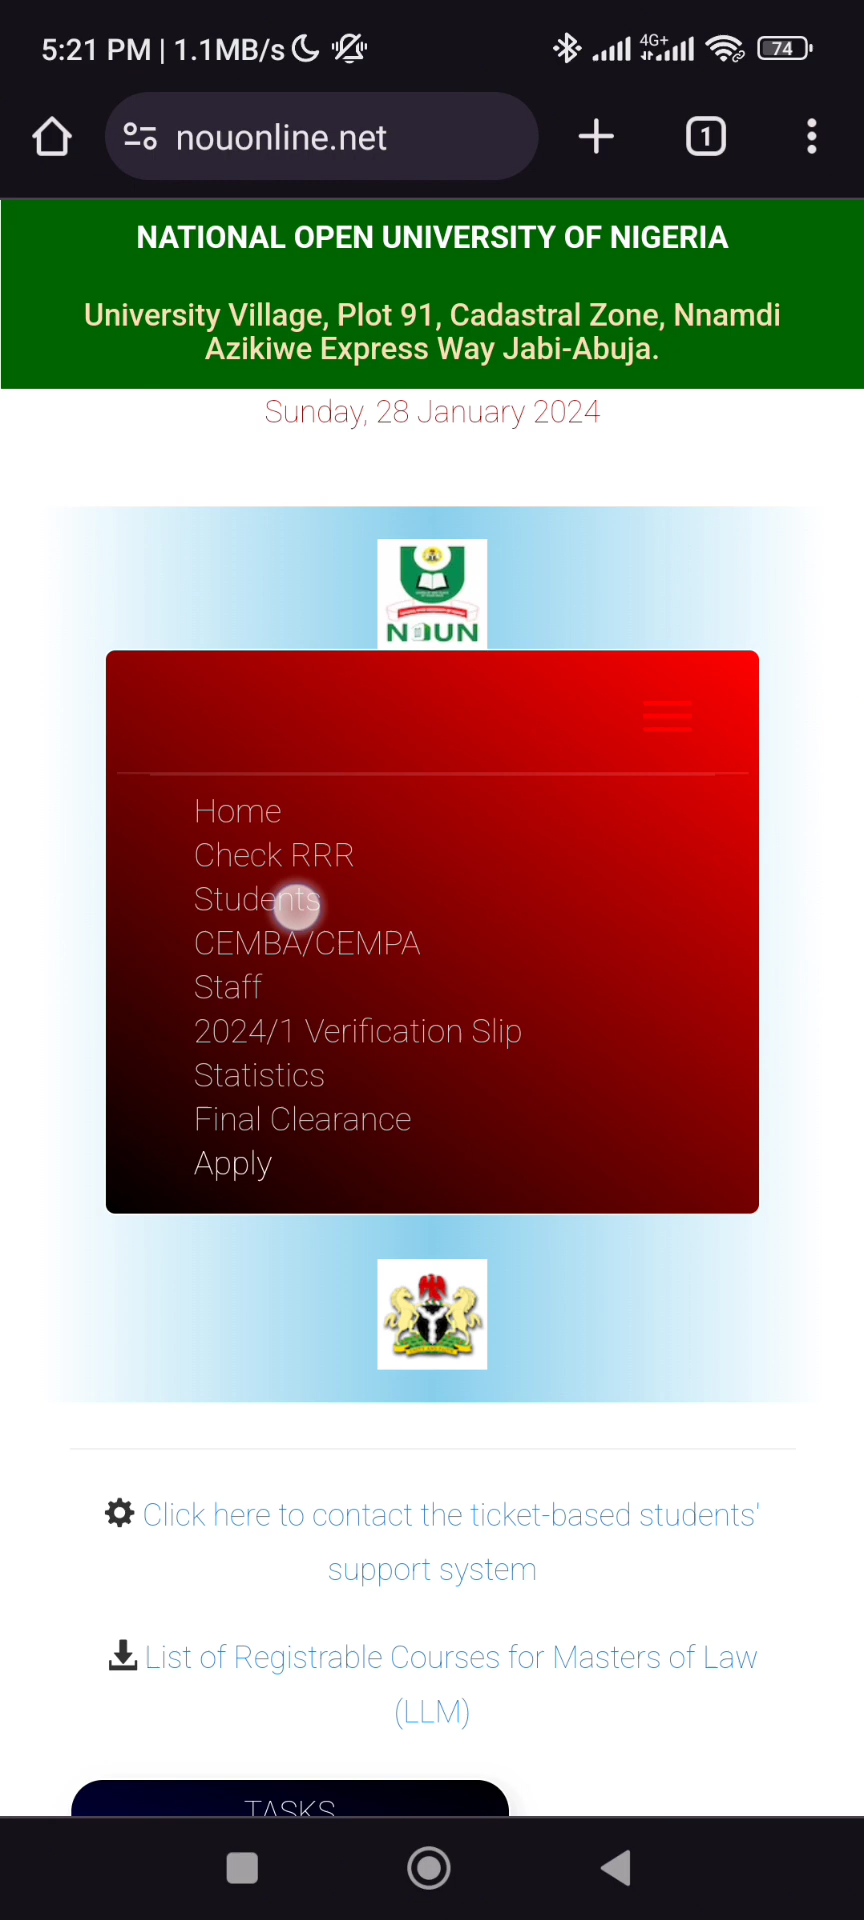 5:21 PM | 1.1MB/s
4G+
74
nouonline.net
1
NATIONAL OPEN UNIVERSITY OF NIGERIA
University Village, Plot 91, Cadastral Zone, Nnamdi
Azikiwe Express Way Jabi-Abuja.
Sunday, 28 January 2024
NOUN
Home
Check RRR
Students
CEMBA/CEMPA
Staff
2024/1 Verification Slip
Statistics
Final Clearance
Apply
Click here to contact the ticket-based students'
support system
List of Registrable Courses for Masters of Law
(LLM)
TASKS